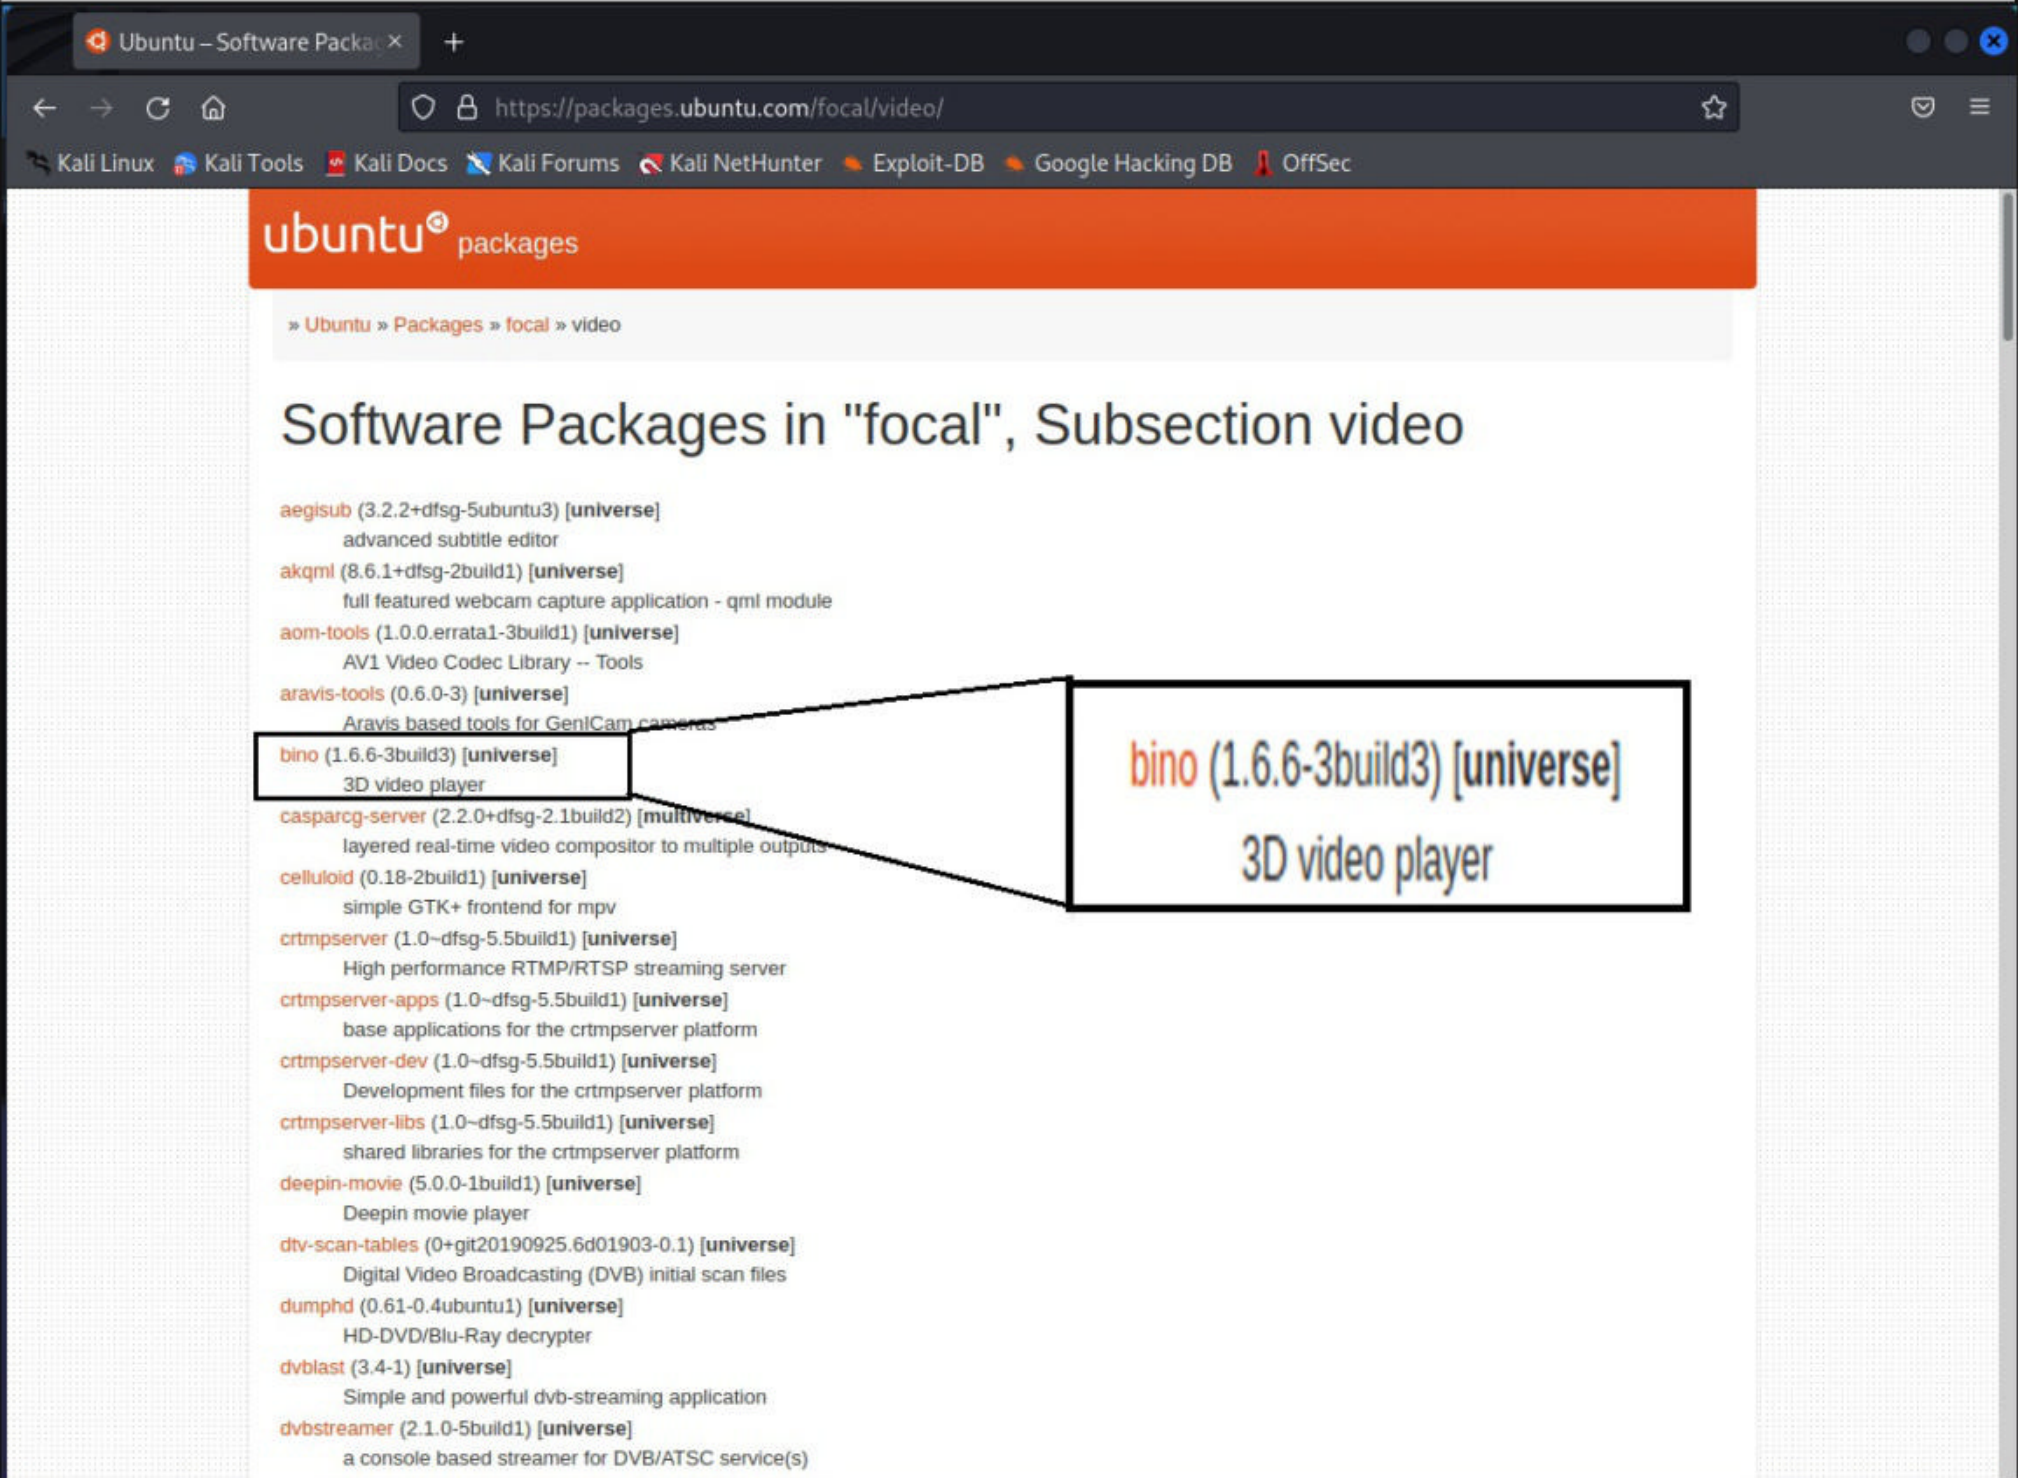 Ubuntu – Software Packa
https://packages.ubuntu.com/focal/video/
Kali Linux Kali Tools Kali Docs Kali Forums Kali NetHunter Exploit-DB Google Hacking DB OffSec
ubuntu packages
» Ubuntu » Packages » focal » video
Software Packages in "focal", Subsection video
aegisub (3.2.2+dfsg-5ubuntu3) [universe]
advanced subtitle editor
akqml (8.6.1+dfsg-2build1) [universe]
full featured webcam capture application - qml module
aom-tools (1.0.0.errata1-3build1) [universe]
AV1 Video Codec Library -- Tools
aravis-tools (0.6.0-3) [universe]
Aravis based tools for GenICam cameras
bino (1.6.6-3build3) [universe]
3D video player
bino (1.6.6-3build3) [universe]
3D video player
casparcg-server (2.2.0+dfsg-2.1build2) [multiverse]
layered real-time video compositor to multiple outputs
celluloid (0.18-2build1) [universe]
simple GTK+ frontend for mpv
crtmpserver (1.0~dfsg-5.5build1) [universe]
High performance RTMP/RTSP streaming server
crtmpserver-apps (1.0~dfsg-5.5build1) [universe]
base applications for the crtmpserver platform
crtmpserver-dev (1.0~dfsg-5.5build1) [universe]
Development files for the crtmpserver platform
crtmpserver-libs (1.0~dfsg-5.5build1) [universe]
shared libraries for the crtmpserver platform
deepin-movie (5.0.0-1build1) [universe]
Deepin movie player
dtv-scan-tables (0+git20190925.6d01903-0.1) [universe]
Digital Video Broadcasting (DVB) initial scan files
dumphd (0.61-0.4ubuntu1) [universe]
HD-DVD/Blu-Ray decrypter
dvblast (3.4-1) [universe]
Simple and powerful dvb-streaming application
dvbstreamer (2.1.0-5build1) [universe]
a console based streamer for DVB/ATSC service(s)